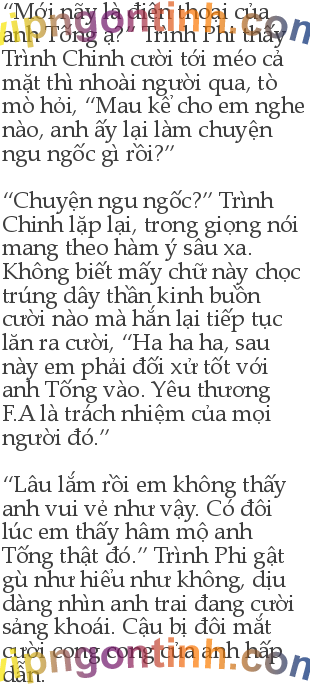 “Mới nãy là điện thoại của
anh Tống ạ?” Trình Phi thấy
Trình Chinh cười tới méo cả
mặt thì nhoài người qua, tò
mò hỏi, “Mau kể cho em nghe
nào, anh ấy lại làm chuyện
ngu ngốc gì rồi?”
“Chuyện ngu ngốc?” Trình
Chinh lặp lại, trong giọng nói
mang theo hàm ý sâu xa.
Không biết mấy chữ này chọc
trúng dây thần kinh buồn
cười nào mà hắn lại tiếp tục
lăn ra cười, “Ha ha ha, sau
này em phải đối xử tốt với
anh Tống vào. Yêu thương
F.A là trách nhiệm của mọi
người đó.”
“Lâu lắm rồi em không thấy
anh vui vẻ như vậy. Có đôi
lúc em thấy hâm mộ anh
Tống thật đó.” Trình Phi gật
gù như hiểu như không, dịu
dàng nhìn anh trai đang cười
sảng khoái. Cậu bị đôi mắt
cười cong cong của anh hấp
dẫn.
vipngontinh.com
vipngontinh.com